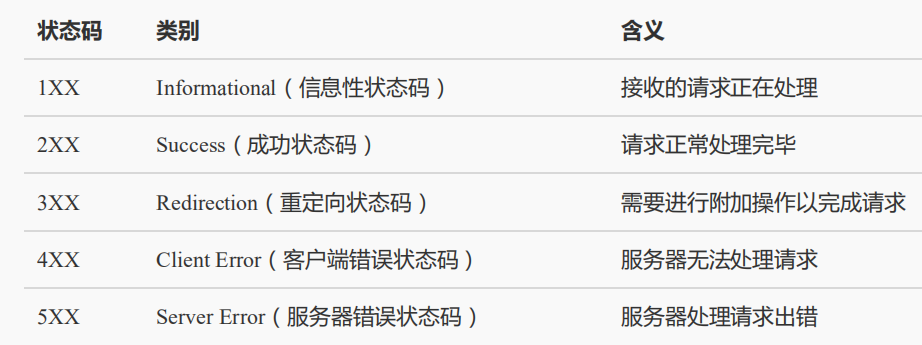 状态码 类别 含义
1XX Informational（信息性状态码） 接收的请求正在处理
2XX Success（成功状态码） 请求正常处理完毕
3XX Redirection（重定向状态码） 需要进行附加操作以完成请求
4XX Client Error（客户端错误状态码） 服务器无法处理请求
5XX Server Error（服务器错误状态码） 服务器处理请求出错